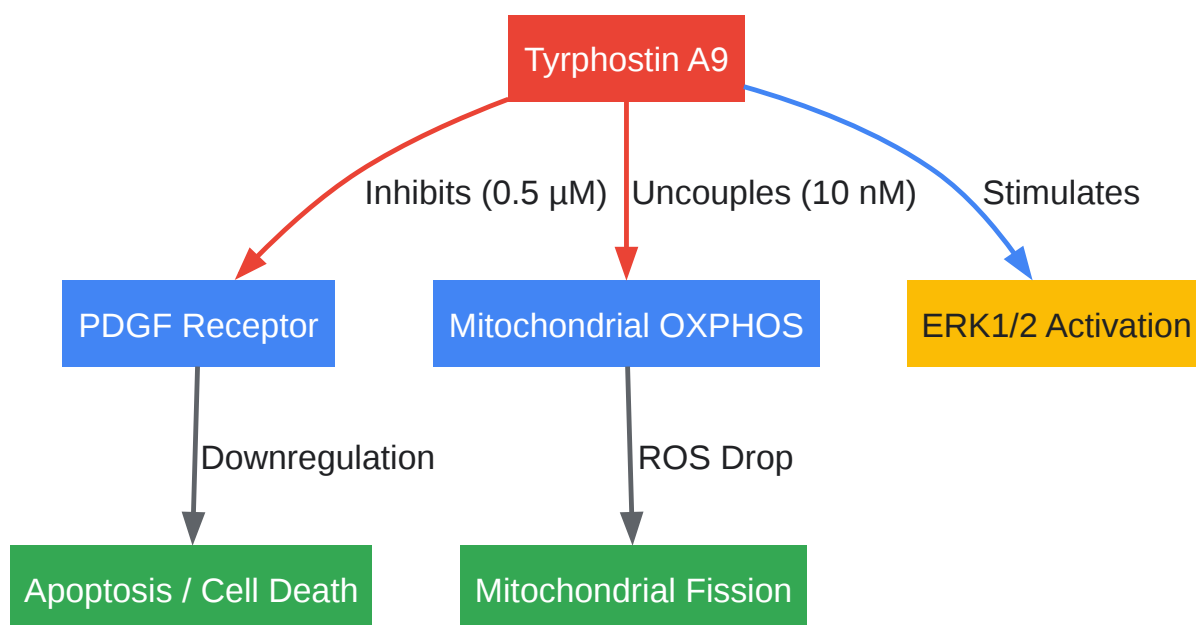 Tyrphostin A9
Inhibits (0.5 µM)
Uncouples (10 nM)
Stimulates
PDGF Receptor
Mitochondrial OXPHOS
ERK1/2 Activation
Downregulation
ROS Drop
Apoptosis / Cell Death
Mitochondrial Fission